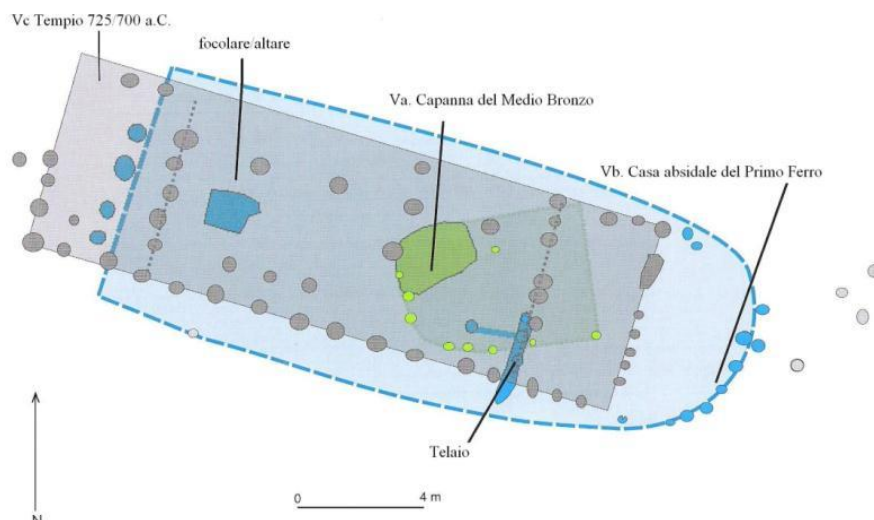 Vc Tempio 725/700 a.C.
focolare/altare
Va. Capanna del Medio Bronzo
Vb. Casa absidale del Primo Ferro
Telaio
0 4 m
N